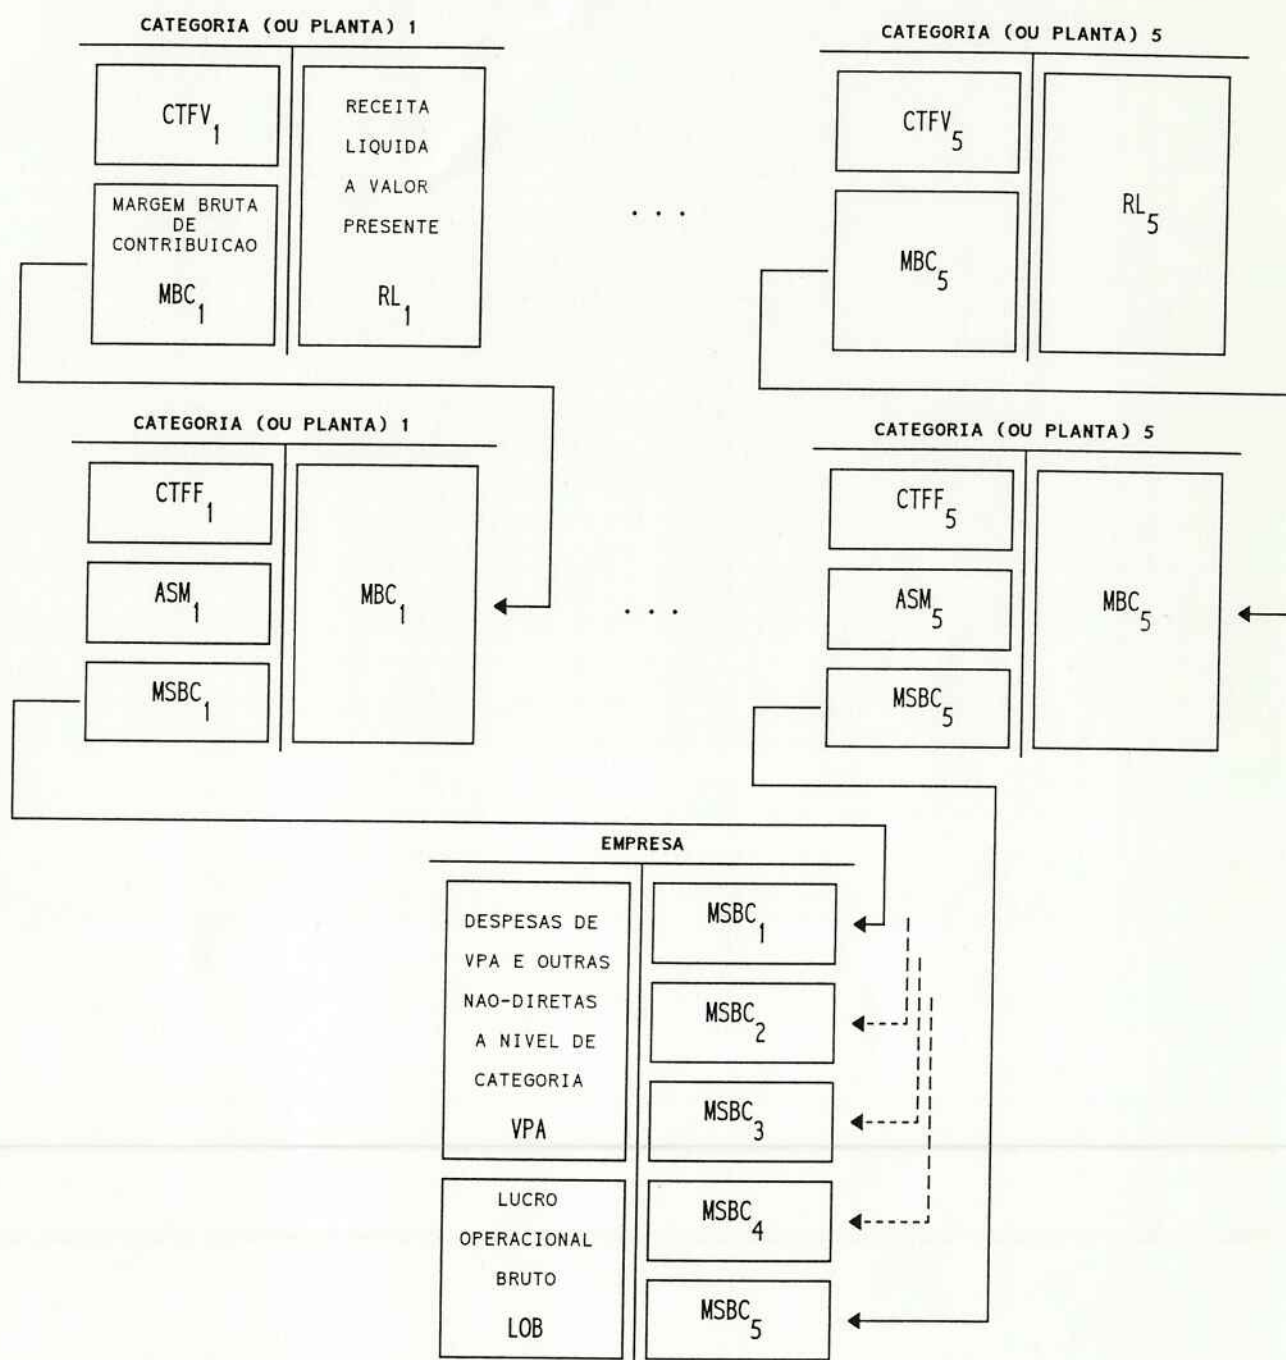 CATEGORIA (OU PLANTA) 1
CTFV1
MARGEM BRUTA
DE
CONTRIBUICAO
MBC1
RECEITA
LIQUIDA
A VALOR
PRESENTE
RL1
. . .
CATEGORIA (OU PLANTA) 5
CTFV5
MBC5
RL5
CATEGORIA (OU PLANTA) 1
CTFF1
ASM1
MSBC1
MBC1
. . .
CATEGORIA (OU PLANTA) 5
CTFF5
ASM5
MSBC5
MBC5
EMPRESA
DESPESAS DE
VPA E OUTRAS
NAO-DIRETAS
A NIVEL DE
CATEGORIA
VPA
LUCRO
OPERACIONAL
BRUTO
LOB
MSBC1
MSBC2
MSBC3
MSBC4
MSBC5